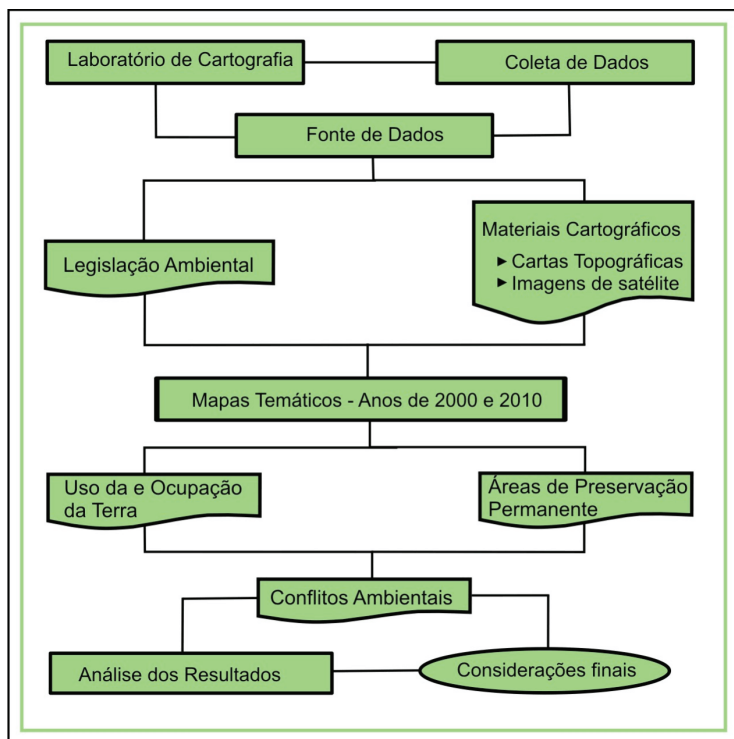 Laboratório de Cartografia
Coleta de Dados
Fonte de Dados
Legislação Ambiental
Materiais Cartográficos
► Cartas Topográficas
► Imagens de satélite
Mapas Temáticos - Anos de 2000 e 2010
Uso da e Ocupação
da Terra
Áreas de Preservação
Permanente
Conflitos Ambientais
Análise dos Resultados
Considerações finais